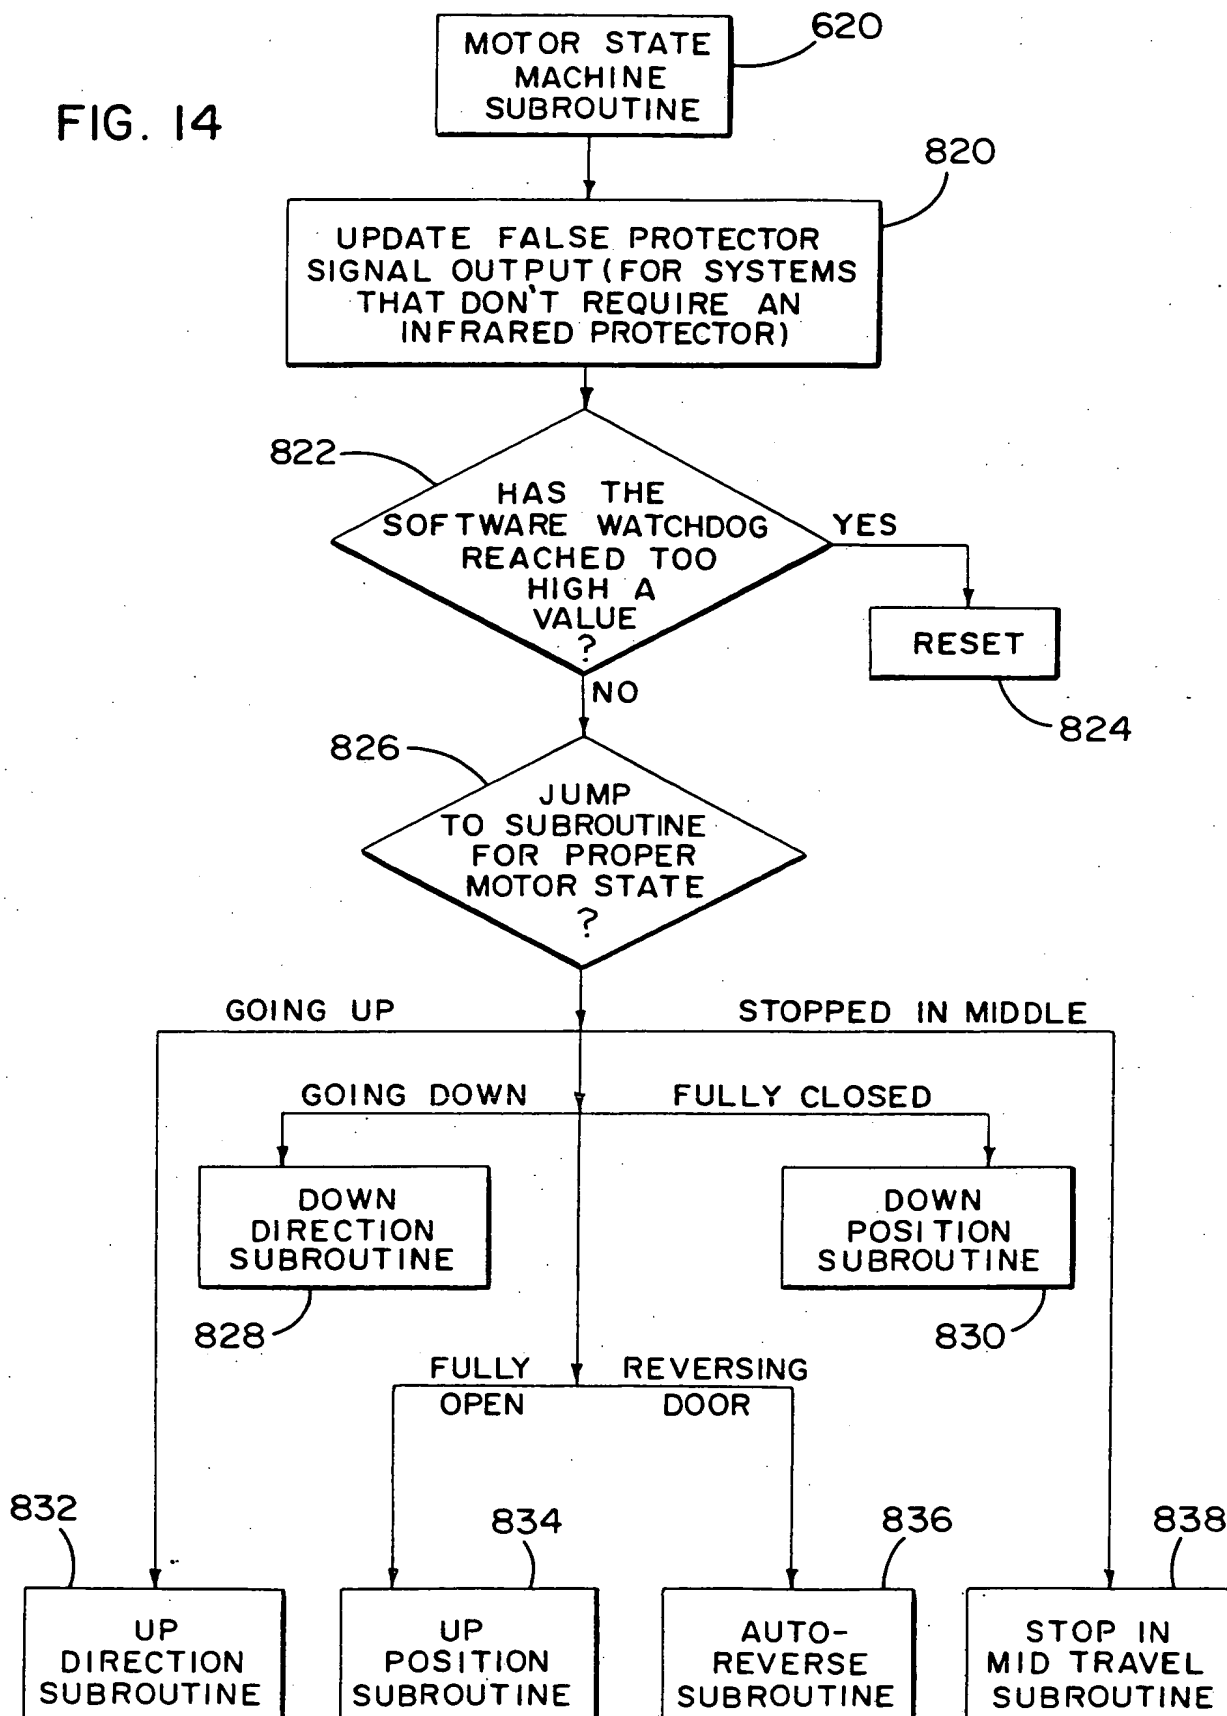 620
MOTOR STATE
MACHINE
SUBROUTINE
FIG. 14
820
UPDATE FALSE PROTECTOR
SIGNAL OUTPUT (FOR SYSTEMS
THAT DON'T REQUIRE AN
INFRARED PROTECTOR)
822
HAS THE
SOFTWARE WATCHDOG
REACHED TOO
HIGH A
VALUE
?
YES
RESET
824
NO
826
JUMP
TO SUBROUTINE
FOR PROPER
MOTOR STATE
?
GOING UP
STOPPED IN MIDDLE
GOING DOWN
FULLY CLOSED
DOWN
DIRECTION
SUBROUTINE
828
DOWN
POSITION
SUBROUTINE
830
FULLY
OPEN
REVERSING
DOOR
832
UP
DIRECTION
SUBROUTINE
834
UP
POSITION
SUBROUTINE
836
AUTO-
REVERSE
SUBROUTINE
838
STOP IN
MID TRAVEL
SUBROUTINE